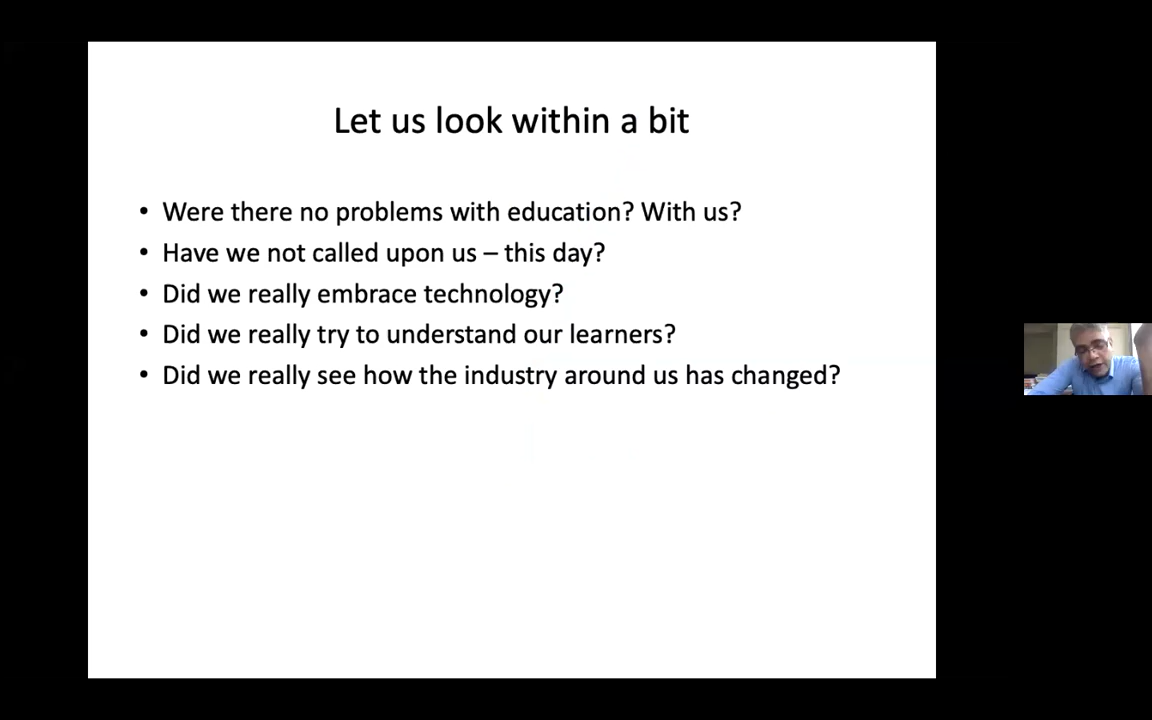 Let us look within a bit
• Were there no problems with education? With us?
• Have we not called upon us – this day?
• Did we really embrace technology?
• Did we really try to understand our learners?
• Did we really see how the industry around us has changed?